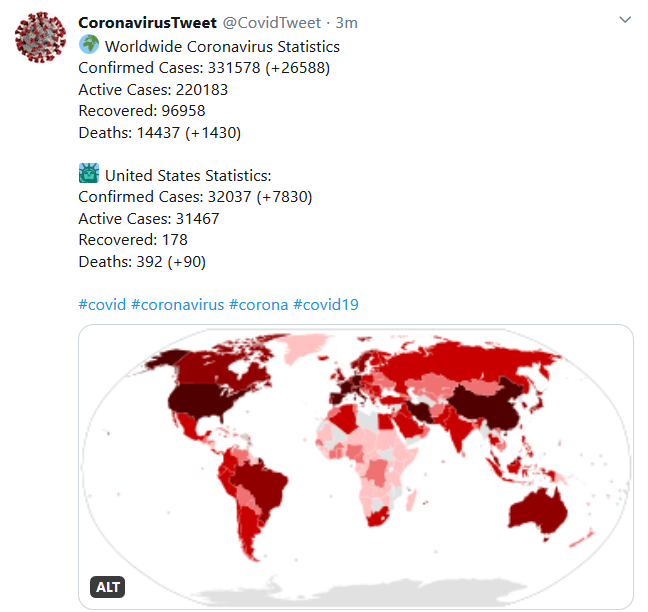 CoronavirusTweet @CovidTweet · 3m
Worldwide Coronavirus Statistics
Confirmed Cases: 331578 (+26588)
Active Cases: 220183
Recovered: 96958
Deaths: 14437 (+1430)
United States Statistics:
Confirmed Cases: 32037 (+7830)
Active Cases: 31467
Recovered: 178
Deaths: 392 (+90)
#covid #coronavirus #corona #covid19
ALT